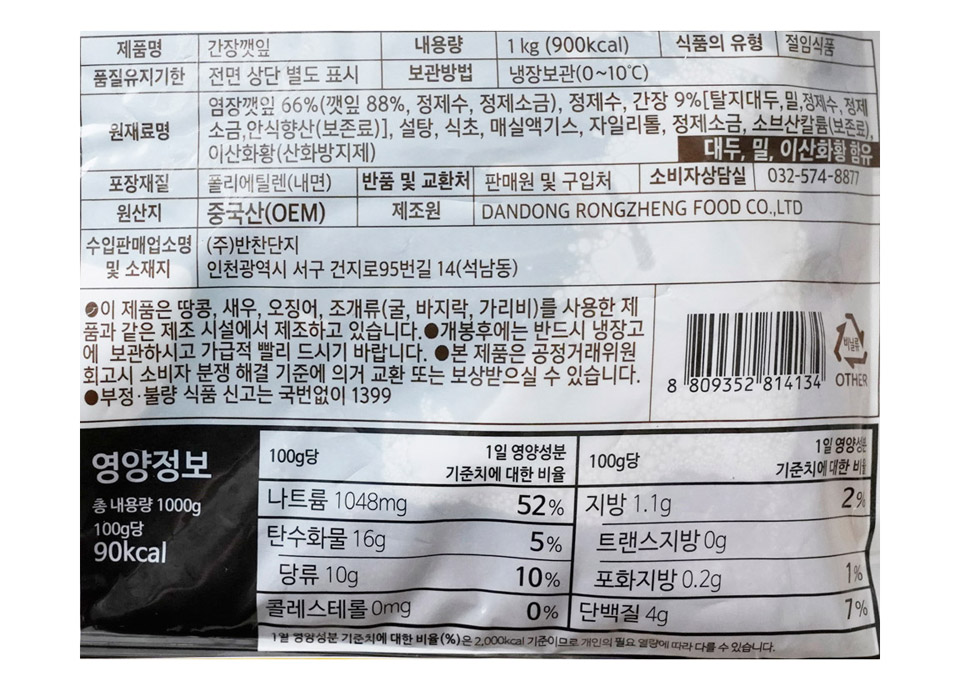 제품명 간장깻잎 내용량 1kg (900kcal) 식품의 유형 절임식품
품질유지기한 전면 상단 별도 표시 보관방법 냉장보관(0~10℃)
원재료명 염장깻잎 66%(깻잎 88%, 정제수, 정제소금), 정제수, 간장 9%[탈지대두,밀,정제수, 정제
소금,안식향산(보존료)], 설탕, 식초, 매실액기스, 자일리톨, 정제소금, 소브산칼륨(보존료),
이산화황(산화방지제) 대두, 밀, 이산화황 함유
포장재질 폴리에틸렌(내면) 반품 및 교환처 판매원 및 구입처 소비자상담실 032-574-8877
원산지 중국산(OEM) 제조원 DANDONG RONGZHENG FOOD CO.,LTD
수입판매업소명 (주)반찬단지
및 소재지 인천광역시 서구 건지로95번길 14(석남동)
●이 제품은 땅콩, 새우, 오징어, 조개류(굴, 바지락, 가리비)를 사용한 제
품과 같은 제조 시설에서 제조하고 있습니다.●개봉후에는 반드시 냉장고
에 보관하시고 가급적 빨리 드시기 바랍니다. ●본 제품은 공정거래위원
회고시 소비자 분쟁 해결 기준에 의거 교환 또는 보상받으실 수 있습니다.
●부정·불량 식품 신고는 국번없이 1399
8 809352 814134
비닐류
OTHER
영양정보
총 내용량 1000g
100g당
90kcal
100g당 1일 영양성분
기준치에 대한 비율
나트륨 1048mg 52%
탄수화물 16g 5%
당류 10g 10%
콜레스테롤 0mg 0%
100g당 1일 영양성분
기준치에 대한 비율
지방 1.1g 2%
트랜스지방 0g
포화지방 0.2g 1%
단백질 4g 7%
1일 영양성분 기준치에 대한 비율(%)은 2,000kcal 기준이므로 개인의 필요 열량에 따라 다를 수 있습니다.